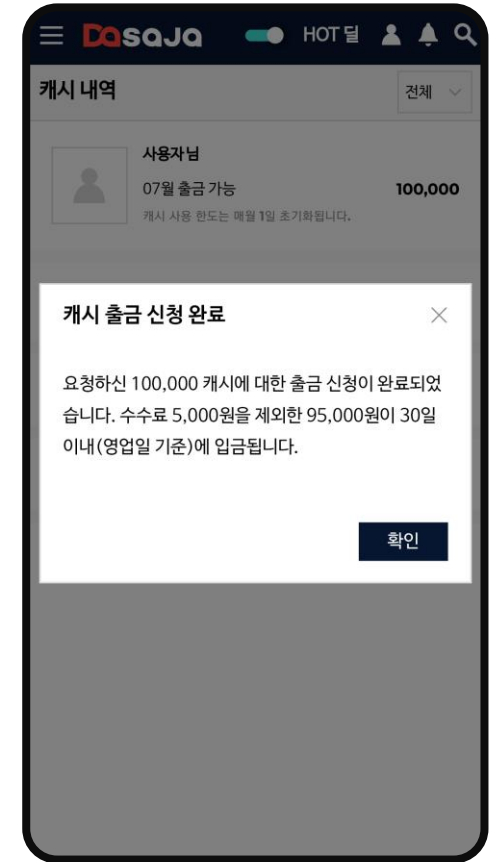 DasaJa HOT딜
캐시 내역 전체
사용자님
07월 출금 가능 100,000
캐시 사용 한도는 매월 1일 초기화됩니다.
캐시 출금 신청 완료
요청하신 100,000 캐시에 대한 출금 신청이 완료되었
습니다. 수수료 5,000원을 제외한 95,000원이 30일
이내(영업일 기준)에 입금됩니다.
확인